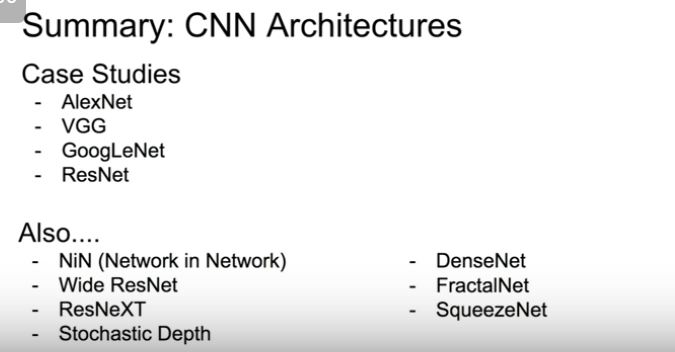 Summary: CNN Architectures
Case Studies
- AlexNet
- VGG
- GoogLeNet
- ResNet
Also....
- NiN (Network in Network)
- Wide ResNet
- ResNeXT
- Stochastic Depth
- DenseNet
- FractalNet
- SqueezeNet